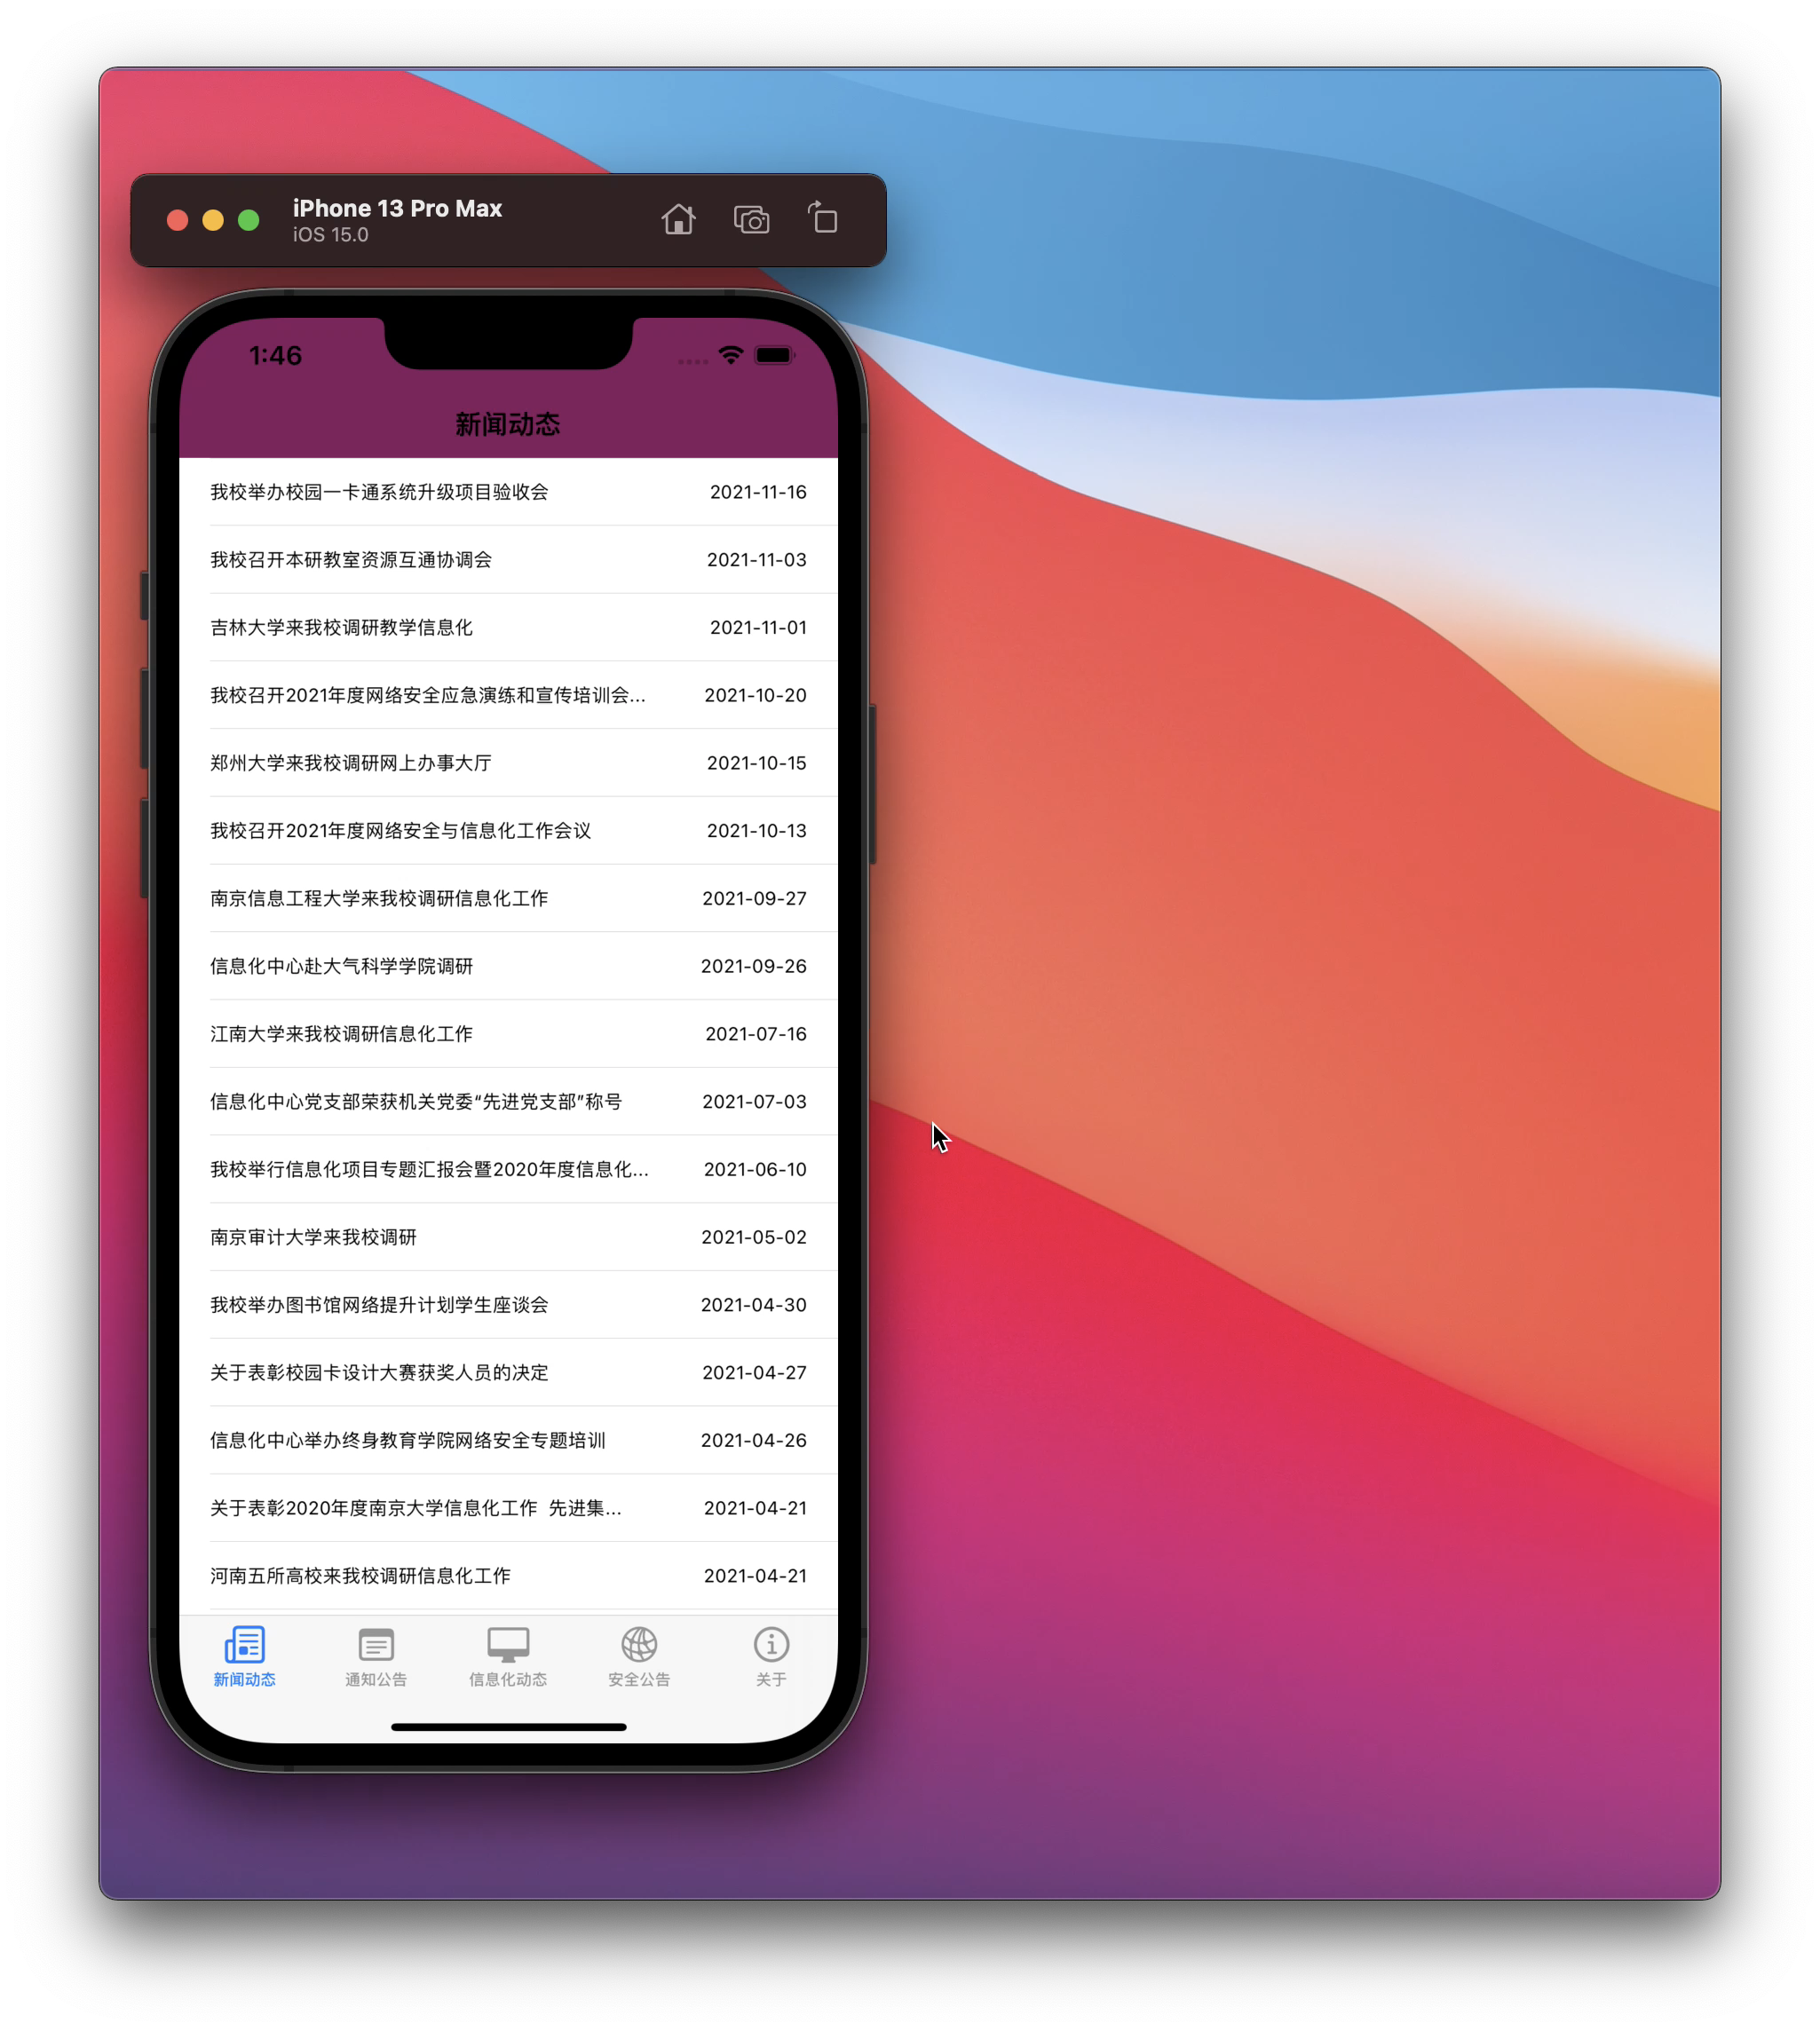 iPhone 13 Pro Max
iOS 15.0
1:46
新闻动态
我校举办校园一卡通系统升级项目验收会 2021-11-16
我校召开本研教室资源互通协调会 2021-11-03
吉林大学来我校调研教学信息化 2021-11-01
我校召开2021年度网络安全应急演练和宣传培训会... 2021-10-20
郑州大学来我校调研网上办事大厅 2021-10-15
我校召开2021年度网络安全与信息化工作会议 2021-10-13
南京信息工程大学来我校调研信息化工作 2021-09-27
信息化中心赴大气科学学院调研 2021-09-26
江南大学来我校调研信息化工作 2021-07-16
信息化中心党支部荣获机关党委“先进党支部”称号 2021-07-03
我校举行信息化项目专题汇报会暨2020年度信息化... 2021-06-10
南京审计大学来我校调研 2021-05-02
我校举办图书馆网络提升计划学生座谈会 2021-04-30
关于表彰校园卡设计大赛获奖人员的决定 2021-04-27
信息化中心举办终身教育学院网络安全专题培训 2021-04-26
关于表彰2020年度南京大学信息化工作 先进集... 2021-04-21
河南五所高校来我校调研信息化工作 2021-04-21
新闻动态 通知公告 信息化动态 安全公告 关于